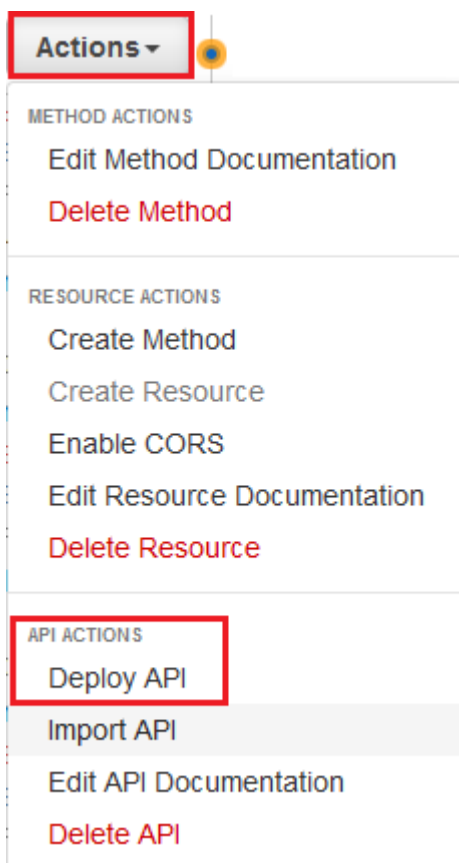 Actions
METHOD ACTIONS
Edit Method Documentation
Delete Method
RESOURCE ACTIONS
Create Method
Create Resource
Enable CORS
Edit Resource Documentation
Delete Resource
API ACTIONS
Deploy API
Import API
Edit API Documentation
Delete API